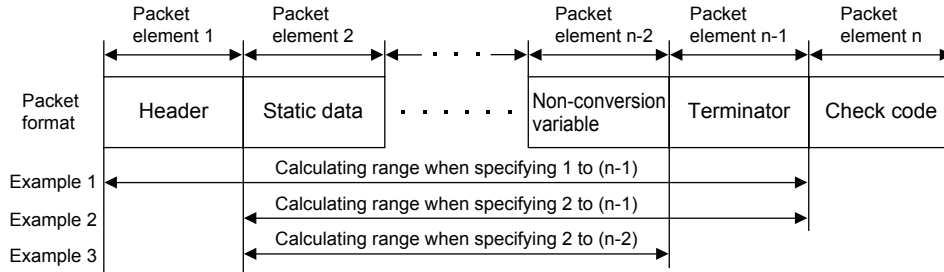 Packet element 1
Packet element 2
Packet element n-2
Packet element n-1
Packet element n
Packet format
Header
Static data
Non-conversion variable
Terminator
Check code
Example 1
Calculating range when specifying 1 to (n-1)
Example 2
Calculating range when specifying 2 to (n-1)
Example 3
Calculating range when specifying 2 to (n-2)